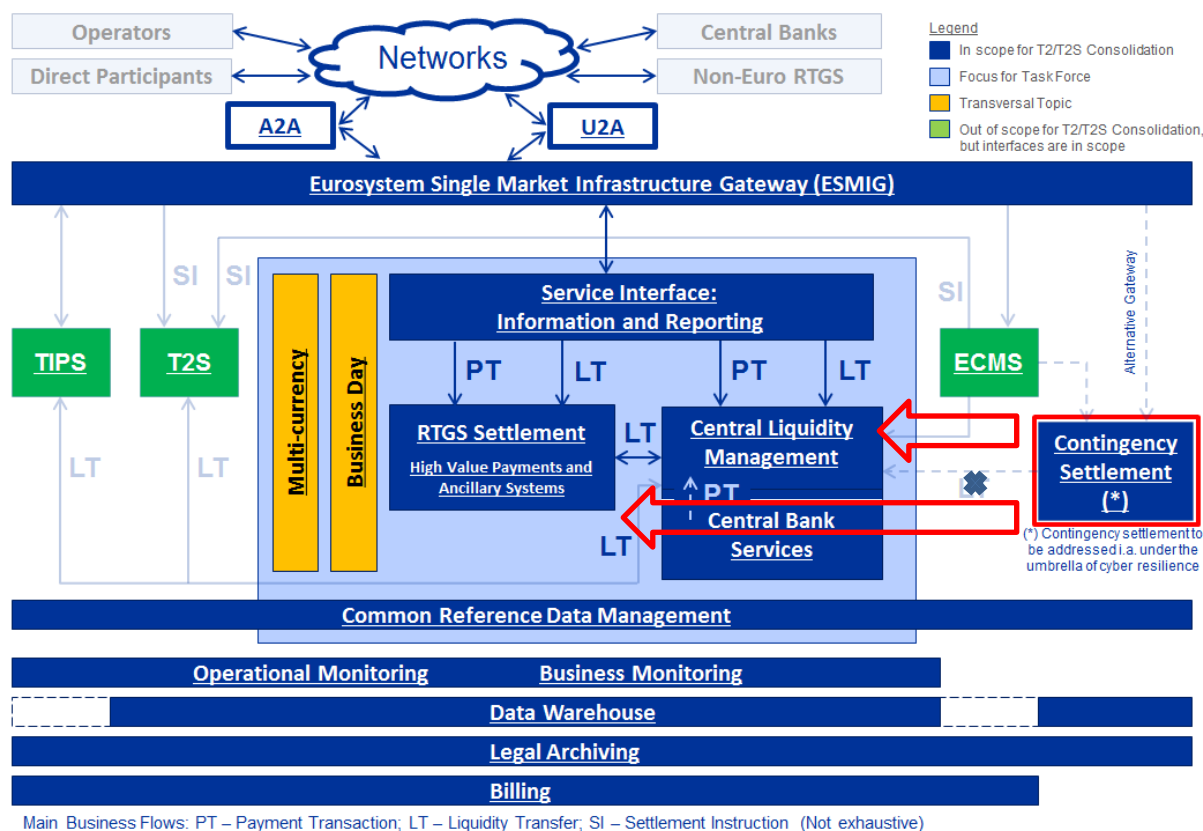 Operators
Direct Participants
Networks
Central Banks
Non-Euro RTGS
Legend
In scope for T2/T2S Consolidation
Focus for Task Force
Transversal Topic
Out of scope for T2/T2S Consolidation,
but interfaces are in scope
A2A
U2A
Eurosystem Single Market Infrastructure Gateway (ESMIG)
SI
SI
SI
Alternative Gateway
Multi-currency
Business Day
Service Interface:
Information and Reporting
PT
LT
PT
LT
TIPS
T2S
ECMS
RTGS Settlement
High Value Payments and
Ancillary Systems
LT
Central Liquidity
Management
PT
Central Bank
Services
LT
LT
LT
LT
Contingency
Settlement
(*)
(*) Contingency settlement to
be addressed i.a. under the
umbrella of cyber resilience
Common Reference Data Management
Operational Monitoring
Business Monitoring
Data Warehouse
Legal Archiving
Billing
Main Business Flows: PT – Payment Transaction; LT – Liquidity Transfer; SI – Settlement Instruction (Not exhaustive)